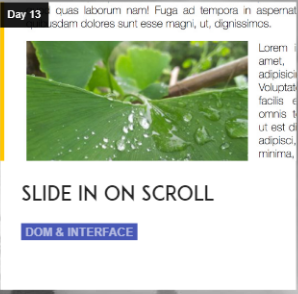 Day 13
quas laborum nam! Fuga ad tempora in aspernat
dolores sunt esse magni, ut, dignissimos.
Lorem
amet,
adipisici
Voluptat
facilis
omnis
ut est di
adipisci,
minima,
SLIDE IN ON SCROLL
DOM & INTERFACE